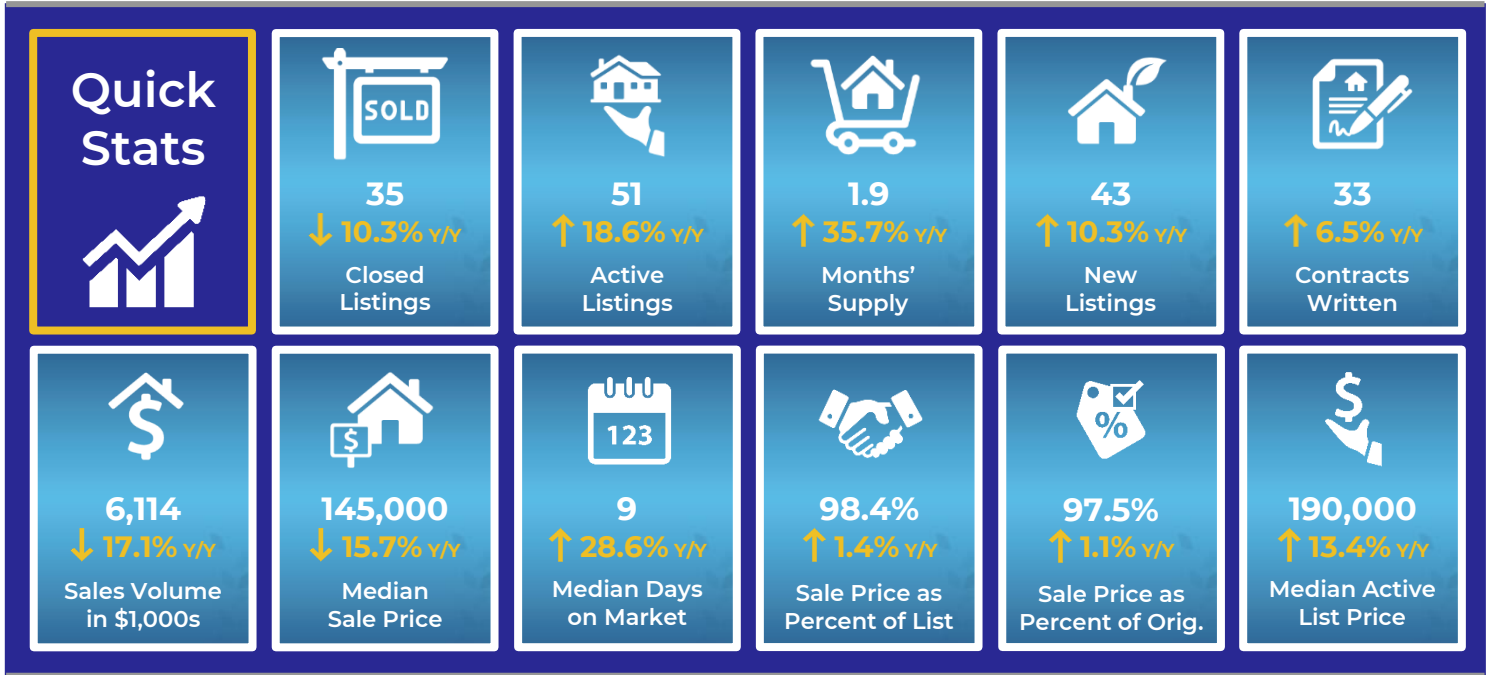 Quick
Stats
SOLD
35
↓ 10.3% Y/Y
Closed
Listings
51
↑ 18.6% Y/Y
Active
Listings
1.9
↑ 35.7% Y/Y
Months’
Supply
43
↑ 10.3% Y/Y
New
Listings
33
↑ 6.5% Y/Y
Contracts
Written
$
6,114
↓ 17.1% Y/Y
Sales Volume
in $1,000s
$
145,000
↓ 15.7% Y/Y
Median
Sale Price
123
9
↑ 28.6% Y/Y
Median Days
on Market
98.4%
↑ 1.4% Y/Y
Sale Price as
Percent of List
%
97.5%
↑ 1.1% Y/Y
Sale Price as
Percent of Orig.
$
190,000
↑ 13.4% Y/Y
Median Active
List Price